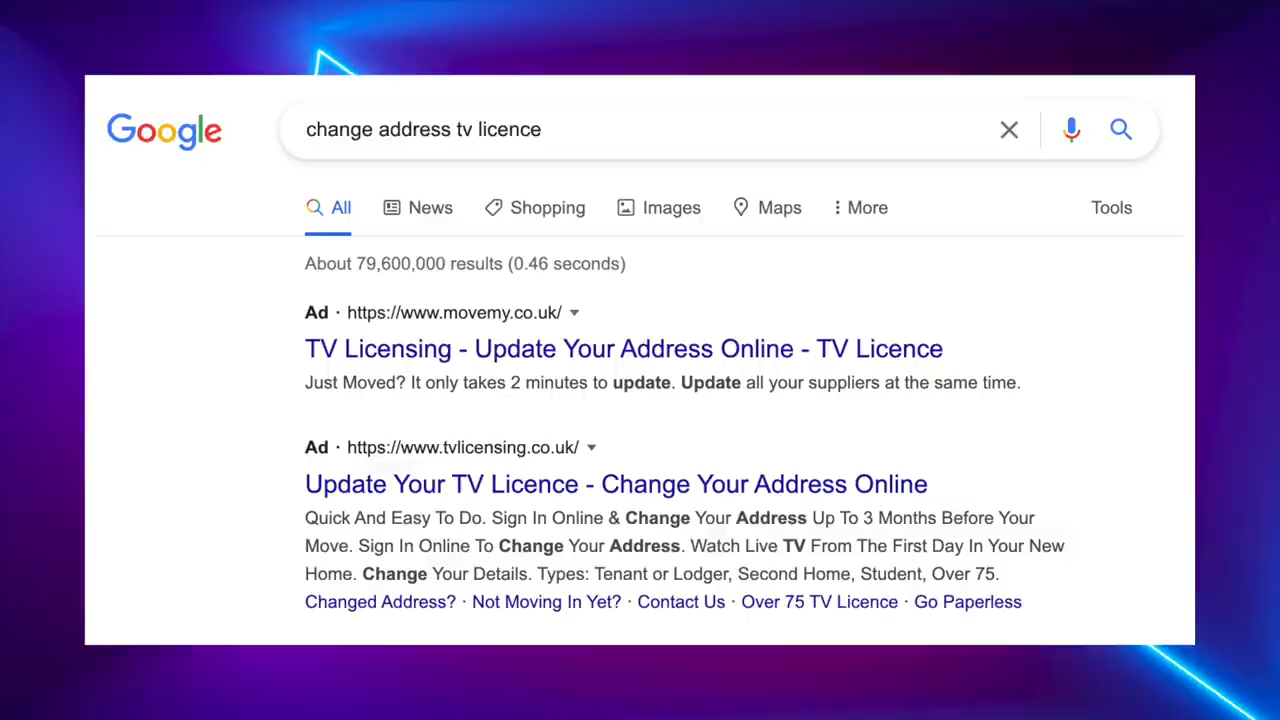 Google
change address tv licence
All News Shopping Images Maps More Tools
About 79,600,000 results (0.46 seconds)
Ad · https://www.movemy.co.uk/
TV Licensing - Update Your Address Online - TV Licence
Just Moved? It only takes 2 minutes to update. Update all your suppliers at the same time.
Ad · https://www.tvlicensing.co.uk/
Update Your TV Licence - Change Your Address Online
Quick And Easy To Do. Sign In Online & Change Your Address Up To 3 Months Before Your
Move. Sign In Online To Change Your Address. Watch Live TV From The First Day In Your New
Home. Change Your Details. Types: Tenant or Lodger, Second Home, Student, Over 75.
Changed Address? · Not Moving In Yet? · Contact Us · Over 75 TV Licence · Go Paperless